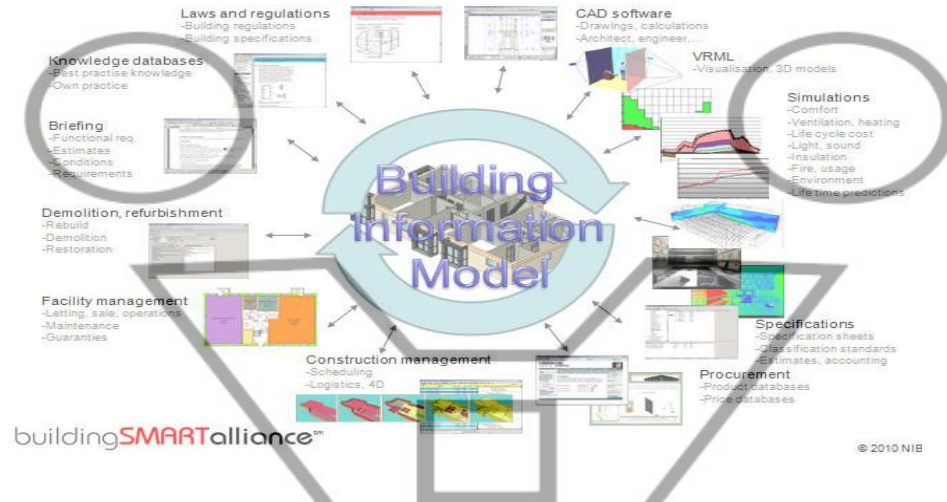 Laws and regulations
-Building regulations
-Building specifications
CAD software
-Drawings, calculations
-Architect, engineer,...
VRML
-Visualisation, 3D models
Knowledge databases
-Best practise knowledge
-Own practice
Simulations
-Comfort
-Ventilation, heating
-Life cycle cost
-Light, sound
-Insulation
-Fire, usage
-Environment
-Life time predictions
Briefing
-Functional req.
-Estimates
-Conditions
-Requirements
Building
Information
Model
Demolition, refurbishment
-Rebuild
-Demolition
-Restoration
Facility management
-Letting, sale, operations
-Maintenance
-Guaranties
Specifications
-Specification sheets
-Classification standards
-Estimates, accounting
Construction management
-Scheduling
-Logistics, 4D
Procurement
-Product databases
-Price databases
buildingSMARTalliance™
© 2010 NIB